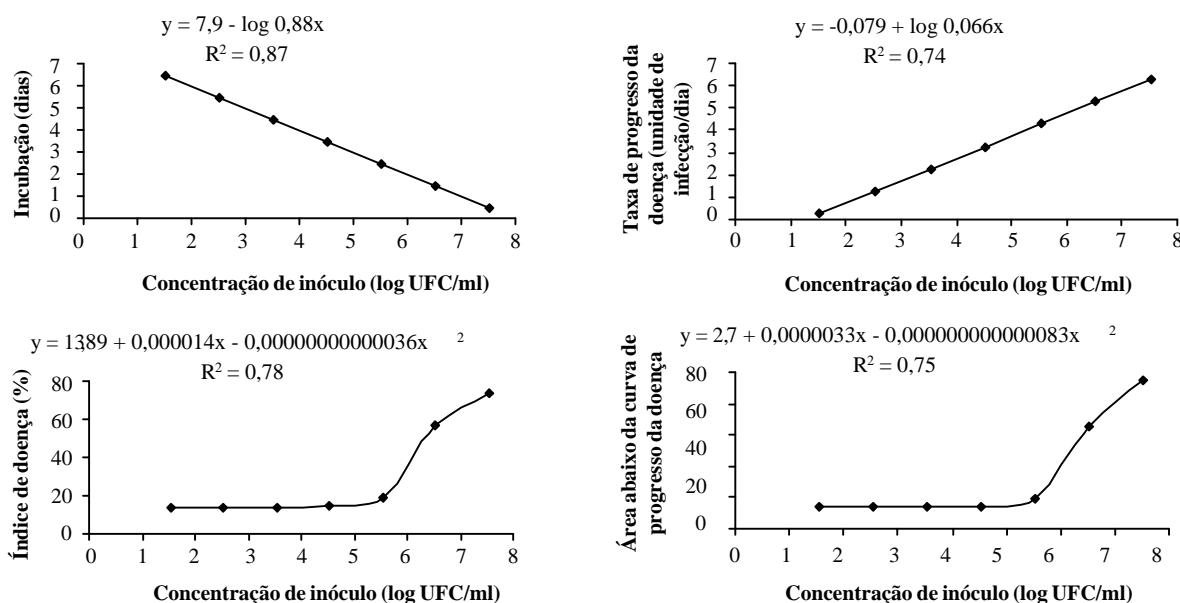 y = 7,9 - log 0,88x
R2 = 0,87
Incubação (dias)
7
6
5
4
3
2
1
0
0 1 2 3 4 5 6 7 8
Concentração de inóculo (log UFC/ml)
y = -0,079 + log 0,066x
R2 = 0,74
Taxa de progresso da
doença (unidade de
infecção/dia)
7
6
5
4
3
2
1
0
0 1 2 3 4 5 6 7 8
Concentração de inóculo (log UFC/ml)
y = 13,89 + 0,000014x - 0,00000000000036x 2
R2 = 0,78
Índice de doença (%)
80
60
40
20
0
0 1 2 3 4 5 6 7 8
Concentração de inóculo (log UFC/ml)
y = 2,7 + 0,0000033x - 0,000000000000083x 2
R2 = 0,75
Área abaixo da curva de
progresso da doença
80
60
40
20
0
0 1 2 3 4 5 6 7 8
Concentração de inóculo (log UFC/ml)